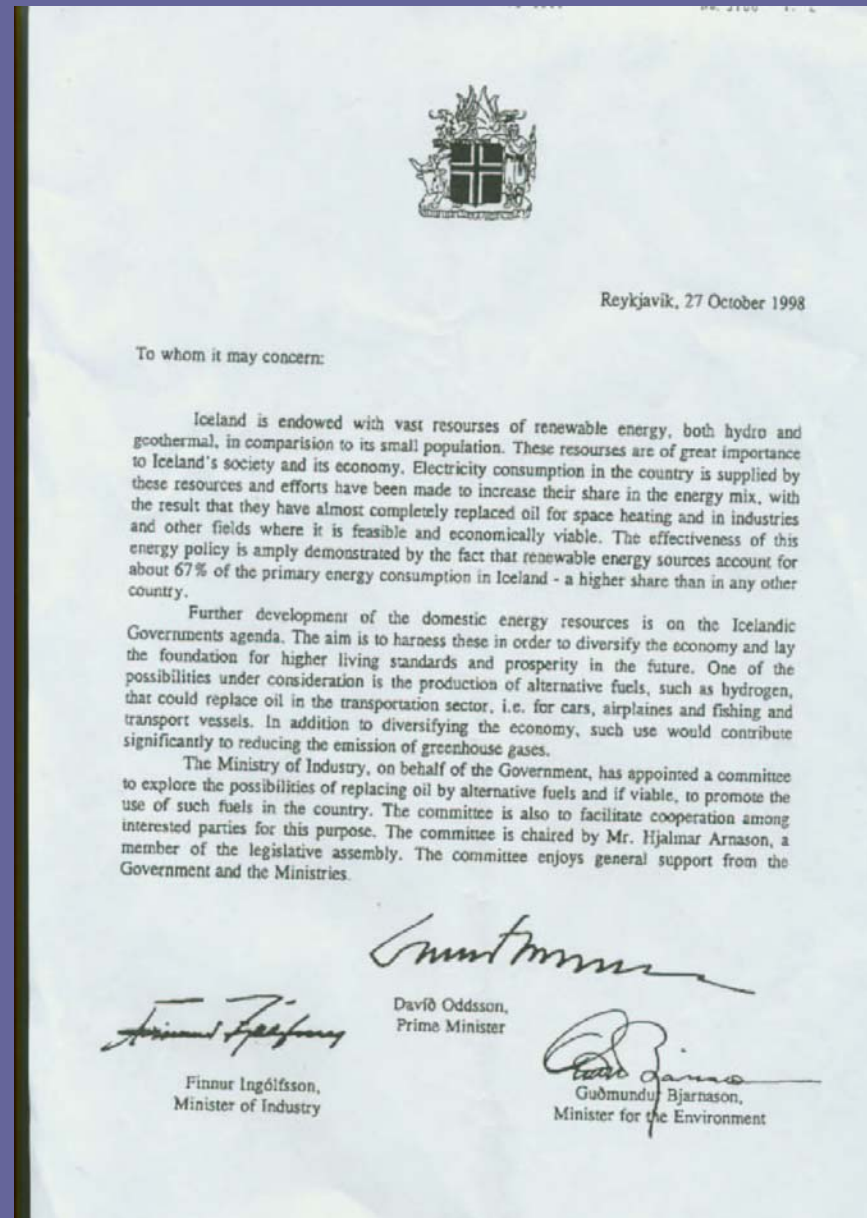 Reykjavík, 27 October 1998
To whom it may concern:
Iceland is endowed with vast resourses of renewable energy, both hydro and
geothermal, in comparision to its small population. These resourses are of great importance
to Iceland's society and its economy. Electricity consumption in the country is supplied by
these resources and efforts have been made to increase their share in the energy mix, with
the result that they have almost completely replaced oil for space heating and in industries
and other fields where it is feasible and economically viable. The effectiveness of this
energy policy is amply demonstrated by the fact that renewable energy sources account for
about 67% of the primary energy consumption in Iceland - a higher share than in any other
country.
Further development of the domestic energy resources is on the Icelandic
Governments agenda. The aim is to harness these in order to diversify the economy and lay
the foundation for higher living standards and prosperity in the future. One of the
possibilities under consideration is the production of alternative fuels, such as hydrogen,
that could replace oil in the transportation sector, i.e. for cars, airplaines and fishing and
transport vessels. In addition to diversifying the economy, such use would contribute
significantly to reducing the emission of greenhouse gases.
The Ministry of Industry, on behalf of the Government, has appointed a committee
to explore the possibilities of replacing oil by alternative fuels and if viable, to promote the
use of such fuels in the country. The committee is also to facilitate cooperation among
interested parties for this purpose. The committee is chaired by Mr. Hjalmar Arnason, a
member of the legislative assembly. The committee enjoys general support from the
Government and the Ministries.
Davíð Oddsson,
Prime Minister
Finnur Ingólfsson,
Minister of Industry
Guðmundur Bjarnason,
Minister for the Environment